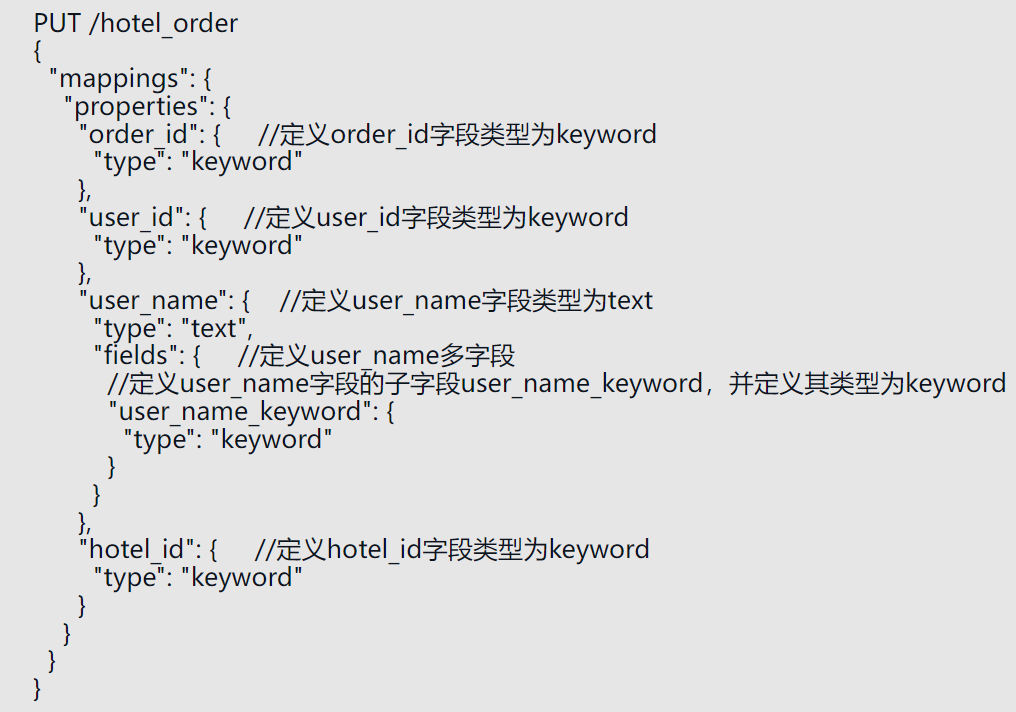 PUT /hotel_order
{
  "mappings": {
    "properties": {
      "order_id": {     //定义order_id字段类型为keyword
        "type": "keyword"
      },
      "user_id": {     //定义user_id字段类型为keyword
        "type": "keyword"
      },
      "user_name": {    //定义user_name字段类型为text
        "type": "text",
        "fields": {     //定义user_name多字段
          //定义user_name字段的子字段user_name_keyword，并定义其类型为keyword
          "user_name_keyword": {
            "type": "keyword"
          }
        }
      },
      "hotel_id": {     //定义hotel_id字段类型为keyword
        "type": "keyword"
      }
    }
  }
}